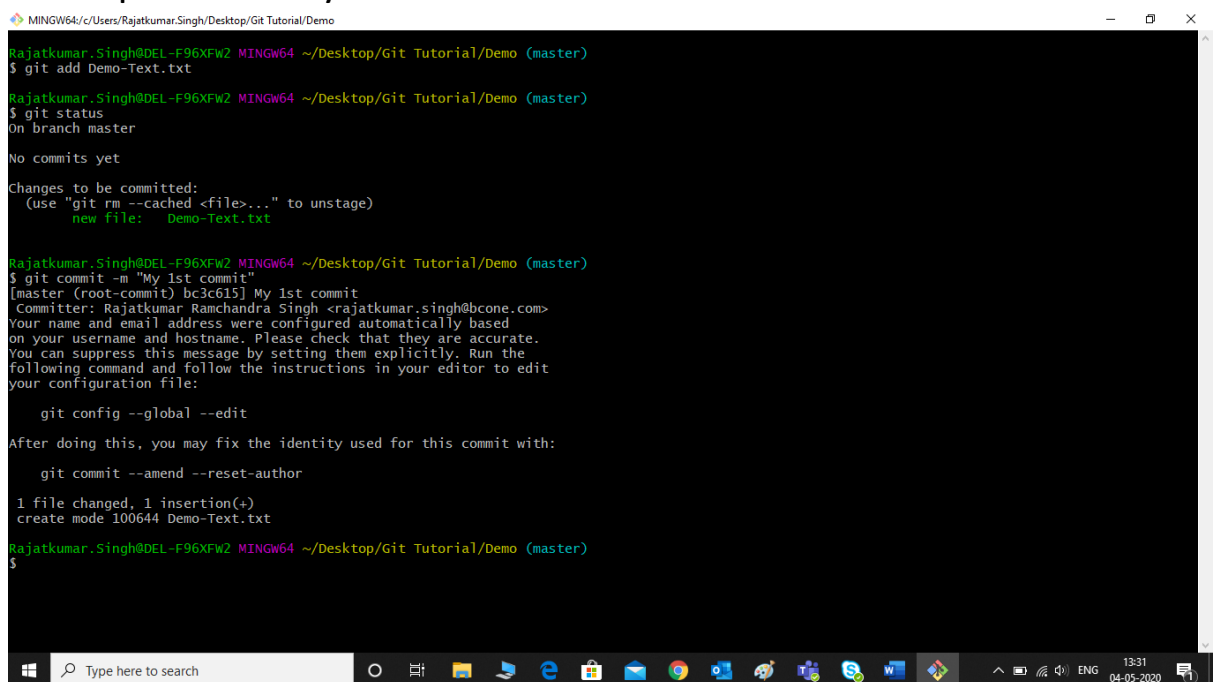 MINGW64:/c/Users/Rajatkumar.Singh/Desktop/Git Tutorial/Demo
Rajatkumar.Singh@DEL-F96XFW2 MINGW64 ~/Desktop/Git Tutorial/Demo (master)
$ git add Demo-Text.txt
Rajatkumar.Singh@DEL-F96XFW2 MINGW64 ~/Desktop/Git Tutorial/Demo (master)
$ git status
On branch master
No commits yet
Changes to be committed:
(use "git rm --cached <file>..." to unstage)
new file:   Demo-Text.txt
Rajatkumar.Singh@DEL-F96XFW2 MINGW64 ~/Desktop/Git Tutorial/Demo (master)
$ git commit -m "My 1st commit"
[master (root-commit) bc3c615] My 1st commit
Committer: Rajatkumar Ramchandra Singh <rajatkumar.singh@bcone.com>
Your name and email address were configured automatically based
on your username and hostname. Please check that they are accurate.
You can suppress this message by setting them explicitly. Run the
following command and follow the instructions in your editor to edit
your configuration file:
git config --global --edit
After doing this, you may fix the identity used for this commit with:
git commit --amend --reset-author
1 file changed, 1 insertion(+)
create mode 100644 Demo-Text.txt
Rajatkumar.Singh@DEL-F96XFW2 MINGW64 ~/Desktop/Git Tutorial/Demo (master)
$
Type here to search
ENG
13:31
04-05-2020